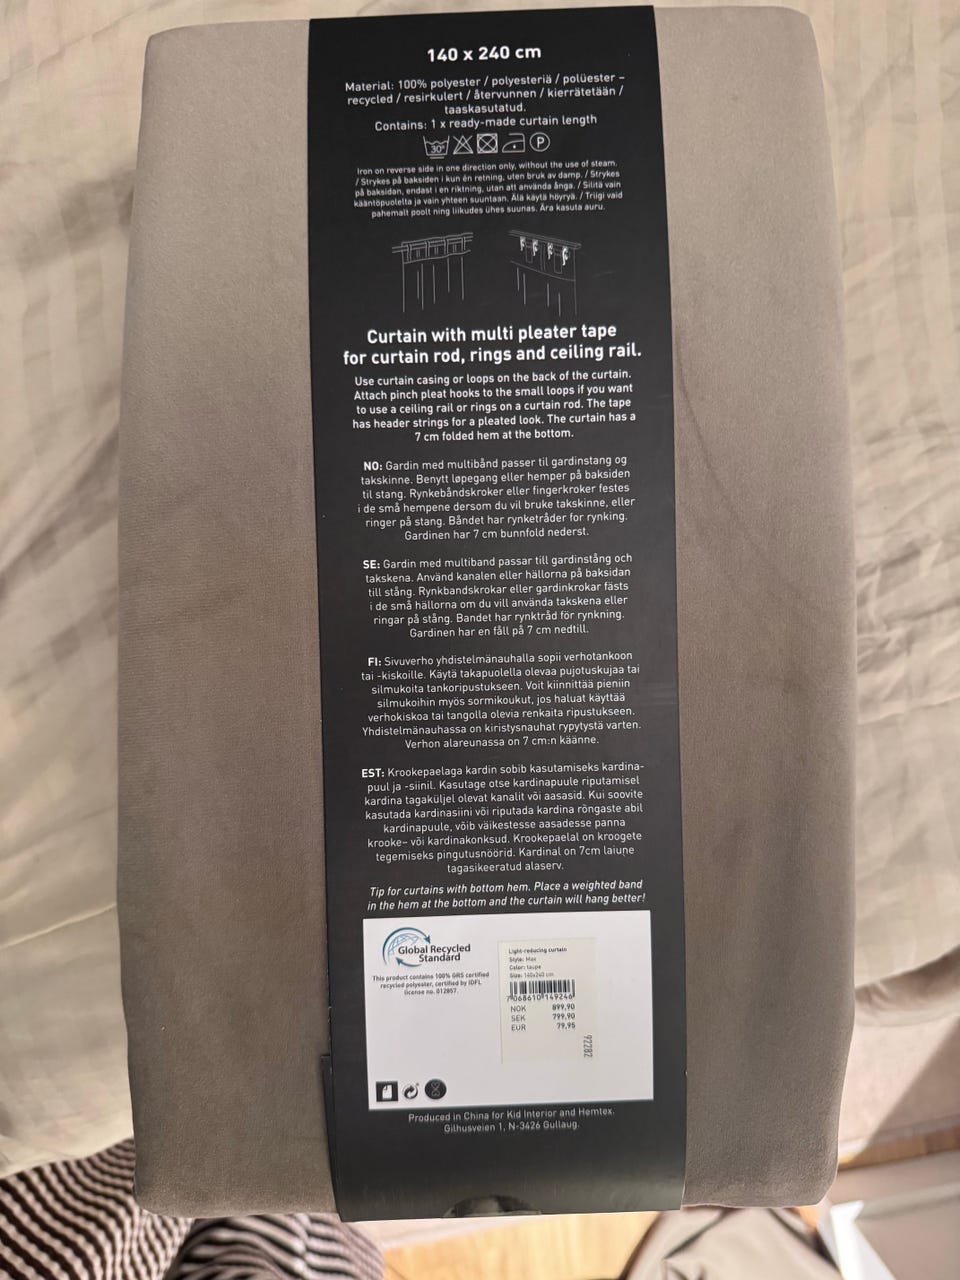 140 x 240 cm
Material: 100% polyester / polyesteriä / polüester –
recycled / resirkulert / återvunnen / kierrätetään /
taaskasutatud.
Contains: 1 x ready-made curtain length
30° P
Iron on reverse side in one direction only, without the use of steam.
/ Strykes på baksiden i kun én retning, uten bruk av damp. / Strykes
på baksidan, endast i en riktning, utan att använda ånga. / Silitä vain
kääntöpuolelta ja vain yhteen suuntaan. Älä käytä höyryä. / Triigi vaid
pahemalt poolt ning liikudes ühes suunas. Ära kasuta auru.
Curtain with multi pleater tape
for curtain rod, rings and ceiling rail.
Use curtain casing or loops on the back of the curtain.
Attach pinch pleat hooks to the small loops if you want
to use a ceiling rail or rings on a curtain rod. The tape
has header strings for a pleated look. The curtain has a
7 cm folded hem at the bottom.
NO: Gardin med multibånd passer til gardinstang og
takskinne. Benytt løpegang eller hemper på baksiden
til stang. Rynkebåndskroker eller fingerkroker festes
i de små hempene dersom du vil bruke takskinne, eller
ringer på stang. Båndet har rynketråder for rynking.
Gardinen har 7 cm bunnfold nederst.
SE: Gardin med multiband passar till gardinstång och
takskena. Använd kanalen eller hällorna på baksidan
till stång. Rynkbandskrokar eller gardinkrokar fästs
i de små hällorna om du vill använda takskena eller
ringar på stång. Bandet har rynktråd för rynkning.
Gardinen har en fåll på 7 cm nedtill.
FI: Sivuverho yhdistelmänauhalla sopii verhotankoon
tai -kiskoille. Käytä takapuolella olevaa pujotuskujaa tai
silmukoita tankoripustukseen. Voit kiinnittää pieniin
silmukoihin myös sormikoukut, jos haluat käyttää
verhokiskoa tai tangolla olevia renkaita ripustukseen.
Yhdistelmänauhassa on kiristysnauhat rypytystä varten.
Verhon alareunassa on 7 cm:n käänne.
EST: Krookepaelaga kardin sobib kasutamiseks kardina-
puul ja -siinil. Kasutage otse kardinapuule riputamisel
kardina tagaküljel olevat kanalit või aasasid. Kui soovite
kasutada kardinasiini või riputada kardina rõngaste abil
kardinapuule, võib väikestesse aasadesse panna
krooke– või kardinakonksud. Krookepaelal on kroogete
tegemiseks pingutusnöörid. Kardinal on 7cm laiune
tagasikeeratud alaserv.
Tip for curtains with bottom hem. Place a weighted band
in the hem at the bottom and the curtain will hang better!
Global Recycled
Standard
This product contains 100% GRS certified
recycled polyester, certified by IDFL
license no. 012857.
Light-reducing curtain
Style: Max
Color: taupe
Size: 140x240 cm
7 068610 149246
NOK 899,90
SEK 799,90
EUR 79,95
92282
Produced in China for Kid Interior and Hemtex.
Gilhusveien 1, N-3426 Gullaug.